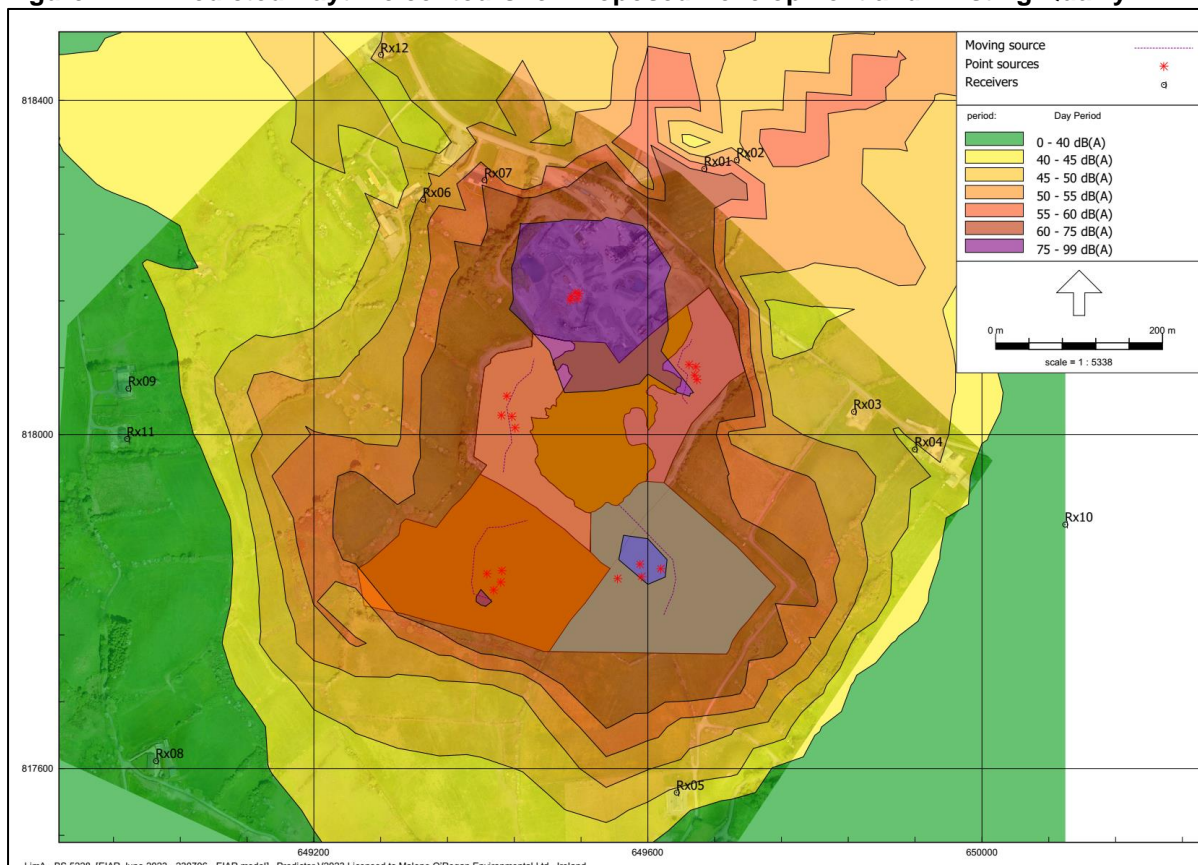 Moving source
Point sources
Receivers
period: Day Period
0 - 40 dB(A)
40 - 45 dB(A)
45 - 50 dB(A)
50 - 55 dB(A)
55 - 60 dB(A)
60 - 75 dB(A)
75 - 99 dB(A)
0 m 200 m
scale = 1 : 5338
Rx12
818400
Rx02
Rx01
Rx07
Rx06
Rx09
Rx03
Rx11
818000
Rx04
Rx10
Rx08
817600
Rx05
649200 649600 650000